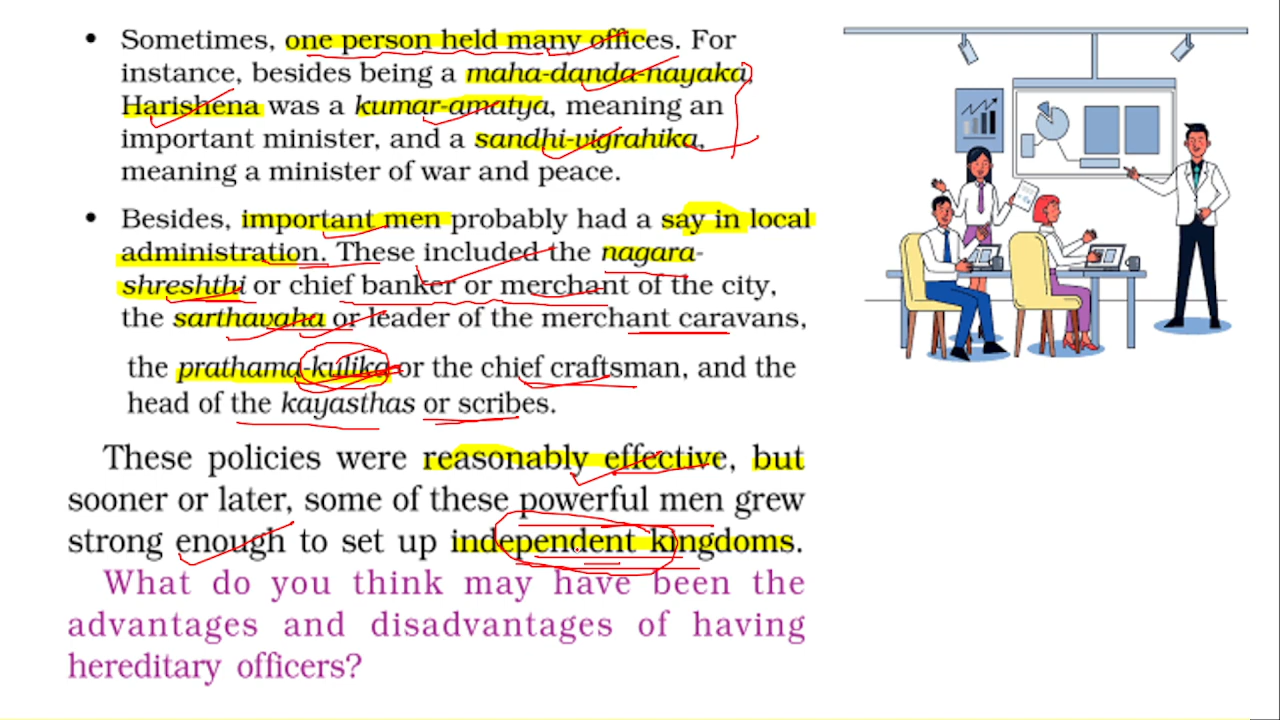 • Sometimes, one person held many offices. For
instance, besides being a maha-danda-nayaka,
Harishena was a kumar-amatya, meaning an
important minister, and a sandhi-vigrahika,
meaning a minister of war and peace.
• Besides, important men probably had a say in local
administration. These included the nagara-
shreshthi or chief banker or merchant of the city,
the sarthavaha or leader of the merchant caravans,
the prathama-kulika or the chief craftsman, and the
head of the kayasthas or scribes.
These policies were reasonably effective, but
sooner or later, some of these powerful men grew
strong enough to set up independent kingdoms.
What do you think may have been the
advantages and disadvantages of having
hereditary officers?